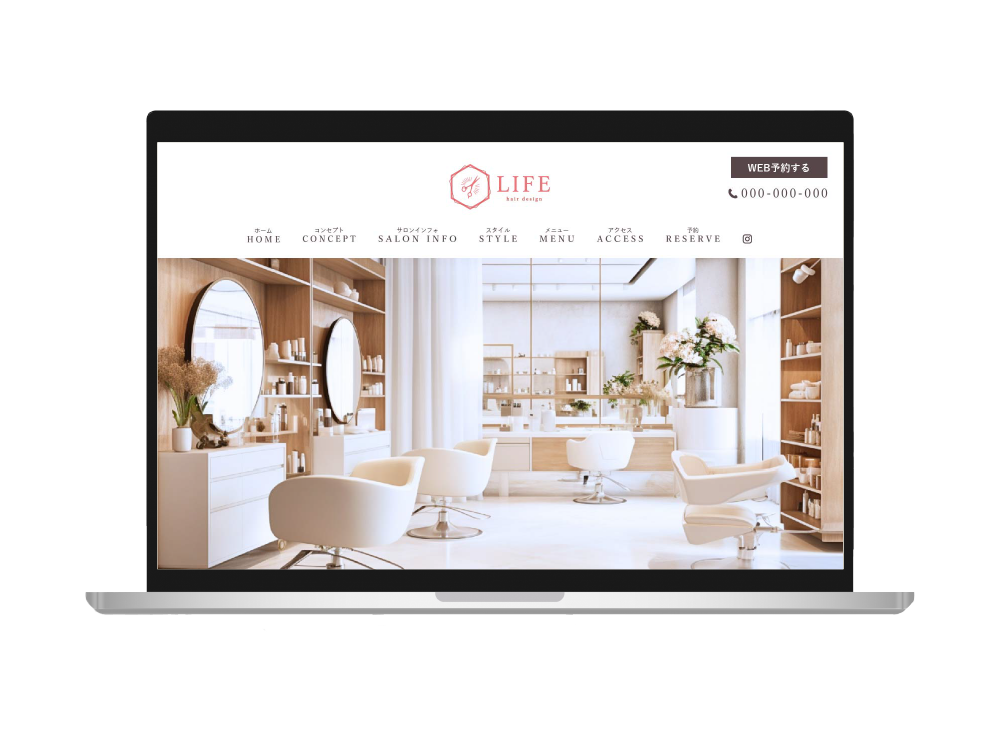 LIFE
hair design
WEB予約する
000-000-000
ホーム
HOME
コンセプト
CONCEPT
サロンインフォ
SALON INFO
スタイル
STYLE
メニュー
MENU
アクセス
ACCESS
予約
RESERVE